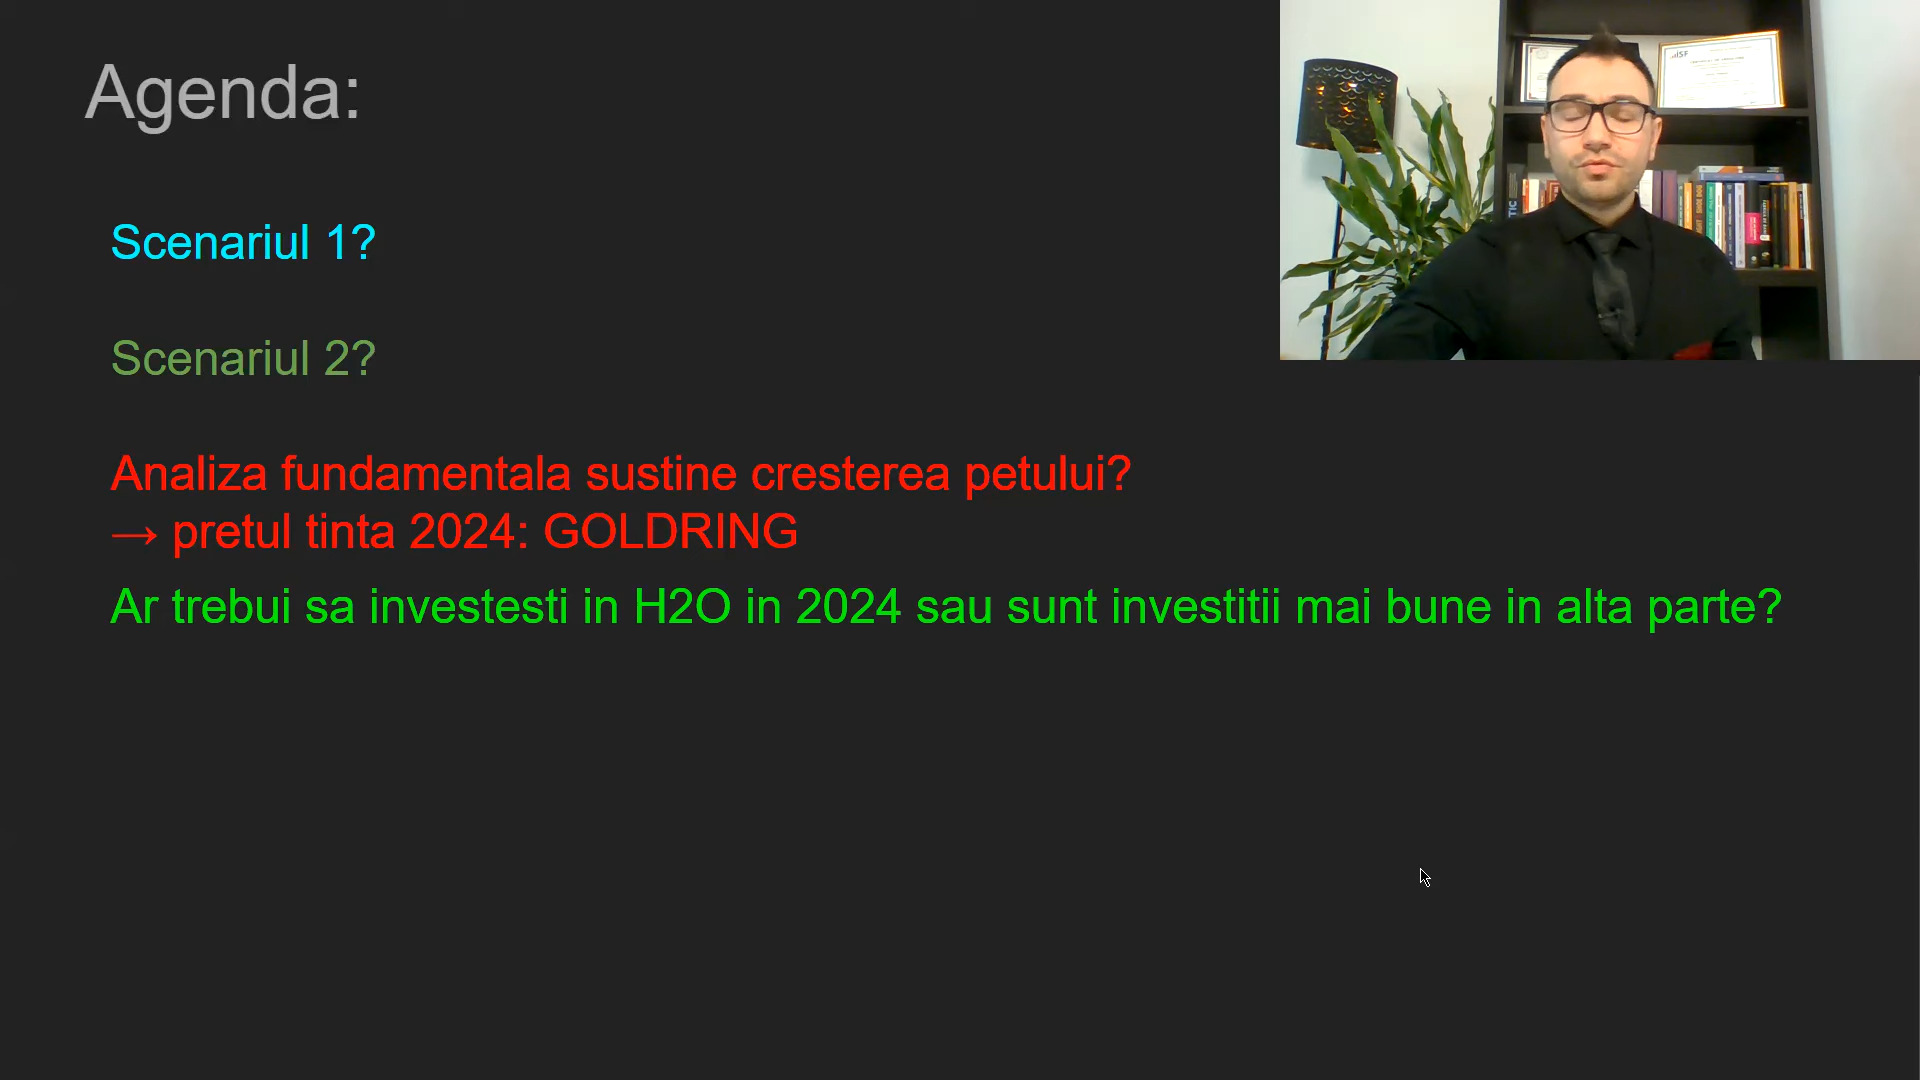 Agenda:
Scenariul 1?
Scenariul 2?
Analiza fundamentala sustine cresterea petului?
→ pretul tinta 2024: GOLDRING
Ar trebui sa investesti in H2O in 2024 sau sunt investitii mai bune in alta parte?